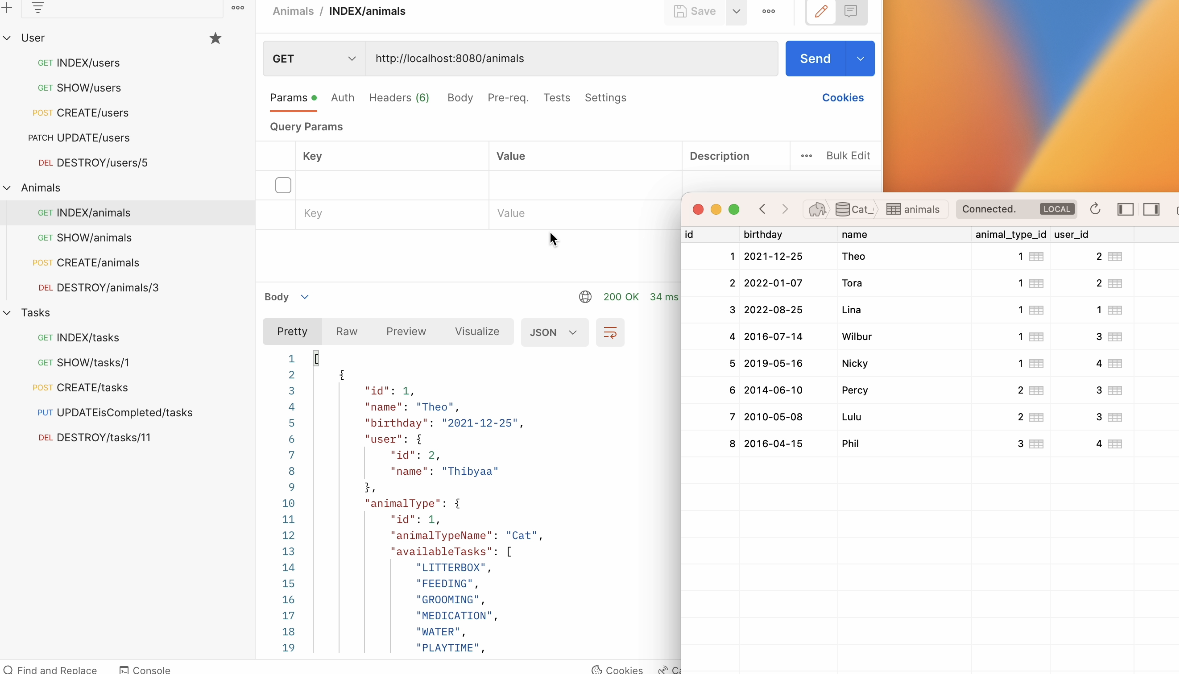 Animals / INDEX/animals
Save
User
GET INDEX/users
GET SHOW/users
POST CREATE/users
PATCH UPDATE/users
DEL DESTROY/users/5
Animals
GET INDEX/animals
GET SHOW/animals
POST CREATE/animals
DEL DESTROY/animals/3
Tasks
GET INDEX/tasks
GET SHOW/tasks/1
POST CREATE/tasks
PUT UPDATEisCompleted/tasks
DEL DESTROY/tasks/11
Find and Replace Console
GET http://localhost:8080/animals Send
Params Auth Headers (6) Body Pre-req. Tests Settings Cookies
Query Params
Key Value Description Bulk Edit
Key Value
Body 200 OK 34 ms
Pretty Raw Preview Visualize JSON
1 [
2 {
3 "id": 1,
4 "name": "Theo",
5 "birthday": "2021-12-25",
6 "user": {
7 "id": 2,
8 "name": "Thibyaa"
9 },
10 "animalType": {
11 "id": 1,
12 "animalTypeName": "Cat",
13 "availableTasks": [
14 "LITTERBOX",
15 "FEEDING",
16 "GROOMING",
17 "MEDICATION",
18 "WATER",
19 "PLAYTIME",
Cookies Ca
Cat_ animals Connected. LOCAL
id birthday name animal_type_id user_id
1 2021-12-25 Theo 1 2
2 2022-01-07 Tora 1 2
3 2022-08-25 Lina 1 1
4 2016-07-14 Wilbur 1 3
5 2019-05-16 Nicky 1 4
6 2014-06-10 Percy 2 3
7 2010-05-08 Lulu 2 3
8 2016-04-15 Phil 3 4